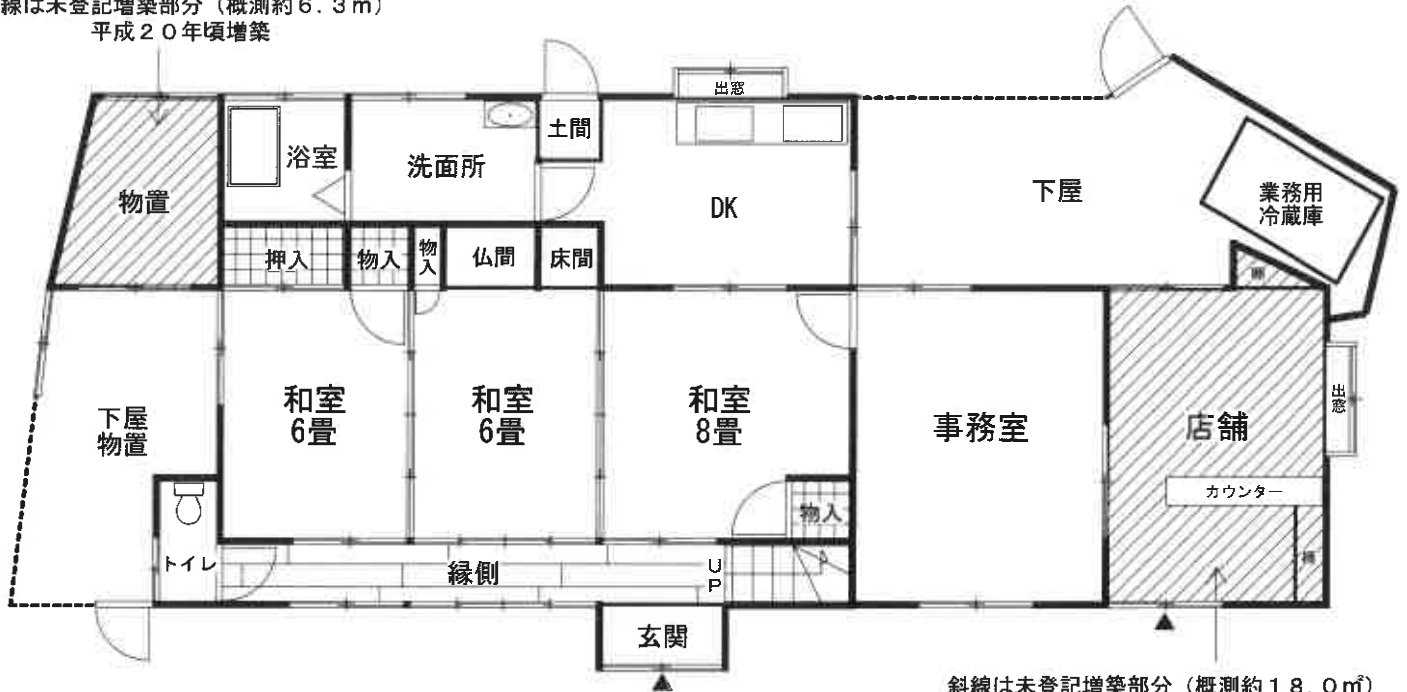 線は未登記増築部分（概測約６.３ｍ）
平成２０年頃増築
出窓
土間
浴室
洗面所
物置
DK
下屋
業務用
冷蔵庫
押入
物入
物入
仏間
床間
棚
和室
6畳
和室
6畳
和室
8畳
事務室
店舗
出窓
下屋
物置
カウンター
物入
トイレ
縁側
UP
棚
玄関
斜線は未登記増築部分（概測約１８.０㎡）